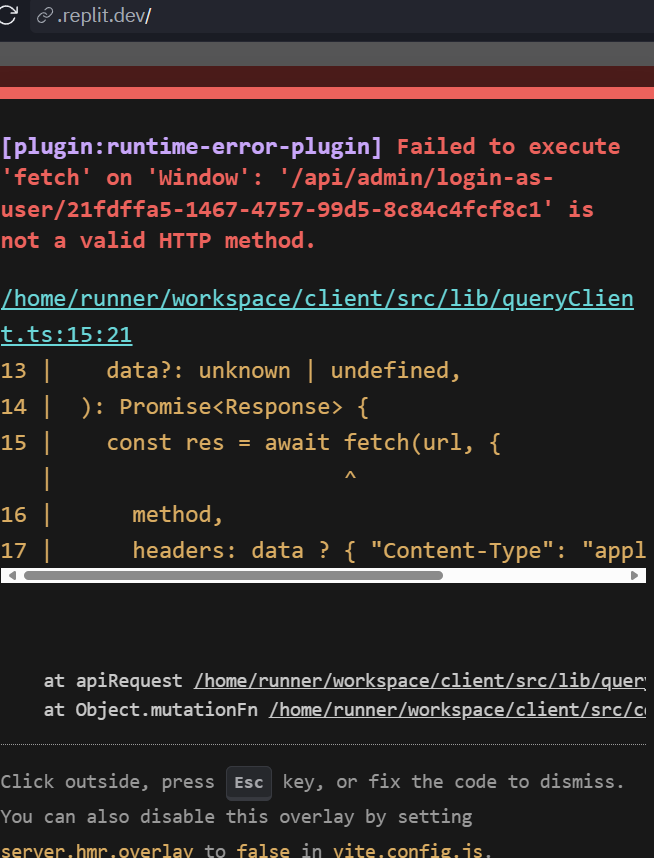 .replit.dev/
[plugin:runtime-error-plugin] Failed to execute
'fetch' on 'Window': '/api/admin/login-as-
user/21fdffa5-1467-4757-99d5-8c84c4fcf8c1' is
not a valid HTTP method.
/home/runner/workspace/client/src/lib/queryClien
t.ts:15:21
13 |    data?: unknown | undefined,
14 |  ): Promise<Response> {
15 |    const res = await fetch(url, {
   |                      ^
16 |      method,
17 |      headers: data ? { "Content-Type": "appl
at apiRequest /home/runner/workspace/client/src/lib/query
at Object.mutationFn /home/runner/workspace/client/src/co
Click outside, press Esc key, or fix the code to dismiss.
You can also disable this overlay by setting
server.hmr.overlay to false in vite.config.js.